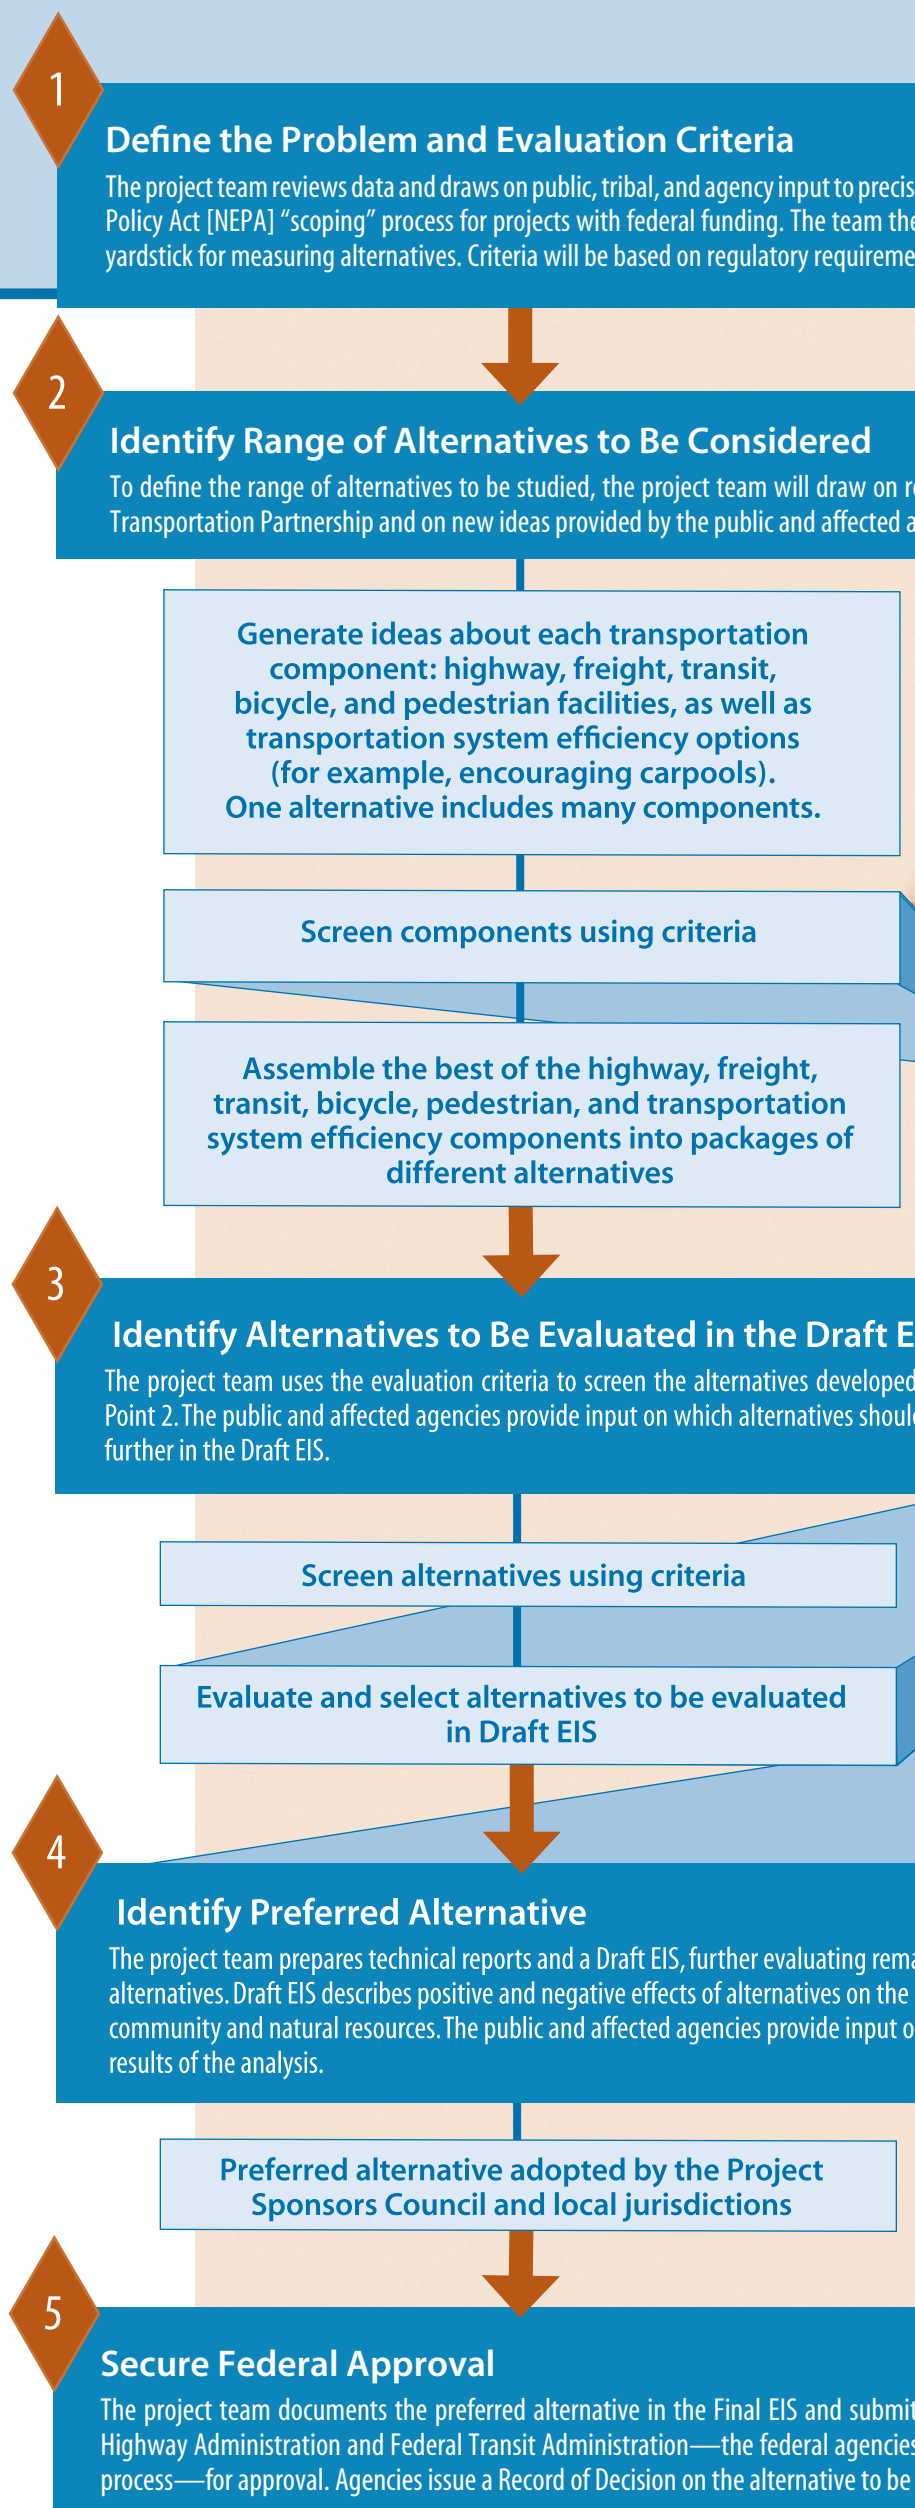 1
Define the Problem and Evaluation Criteria
The project team reviews data and draws on public, tribal, and agency input to precis
Policy Act [NEPA] “scoping” process for projects with federal funding. The team the
yardstick for measuring alternatives. Criteria will be based on regulatory requireme
2
Identify Range of Alternatives to Be Considered
To define the range of alternatives to be studied, the project team will draw on re
Transportation Partnership and on new ideas provided by the public and affected a
Generate ideas about each transportation
component: highway, freight, transit,
bicycle, and pedestrian facilities, as well as
transportation system efficiency options
(for example, encouraging carpools).
One alternative includes many components.
Screen components using criteria
Assemble the best of the highway, freight,
transit, bicycle, pedestrian, and transportation
system efficiency components into packages of
different alternatives
3
Identify Alternatives to Be Evaluated in the Draft E
The project team uses the evaluation criteria to screen the alternatives developed
Point 2. The public and affected agencies provide input on which alternatives should
further in the Draft EIS.
Screen alternatives using criteria
Evaluate and select alternatives to be evaluated
in Draft EIS
4
Identify Preferred Alternative
The project team prepares technical reports and a Draft EIS, further evaluating rema
alternatives. Draft EIS describes positive and negative effects of alternatives on the
community and natural resources. The public and affected agencies provide input o
results of the analysis.
Preferred alternative adopted by the Project
Sponsors Council and local jurisdictions
5
Secure Federal Approval
The project team documents the preferred alternative in the Final EIS and submit
Highway Administration and Federal Transit Administration—the federal agencies
process—for approval. Agencies issue a Record of Decision on the alternative to be